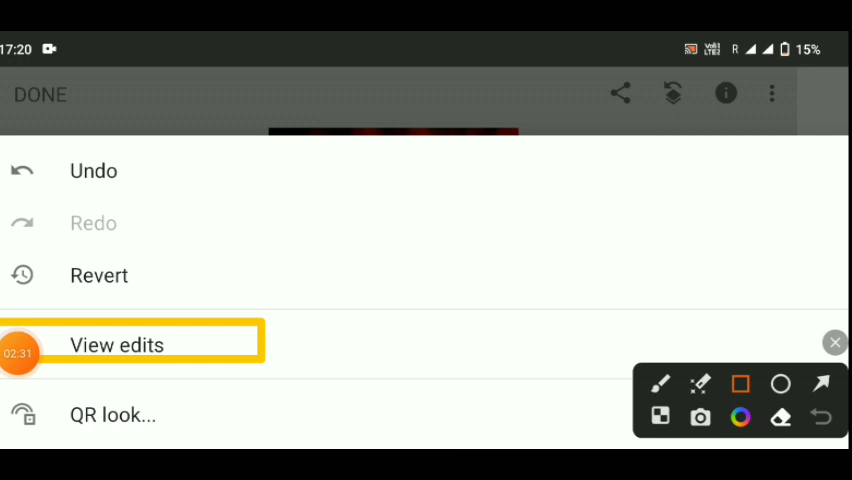 17:20 R 15%
DONE
Undo
Redo
Revert
View edits
02:31
QR look...